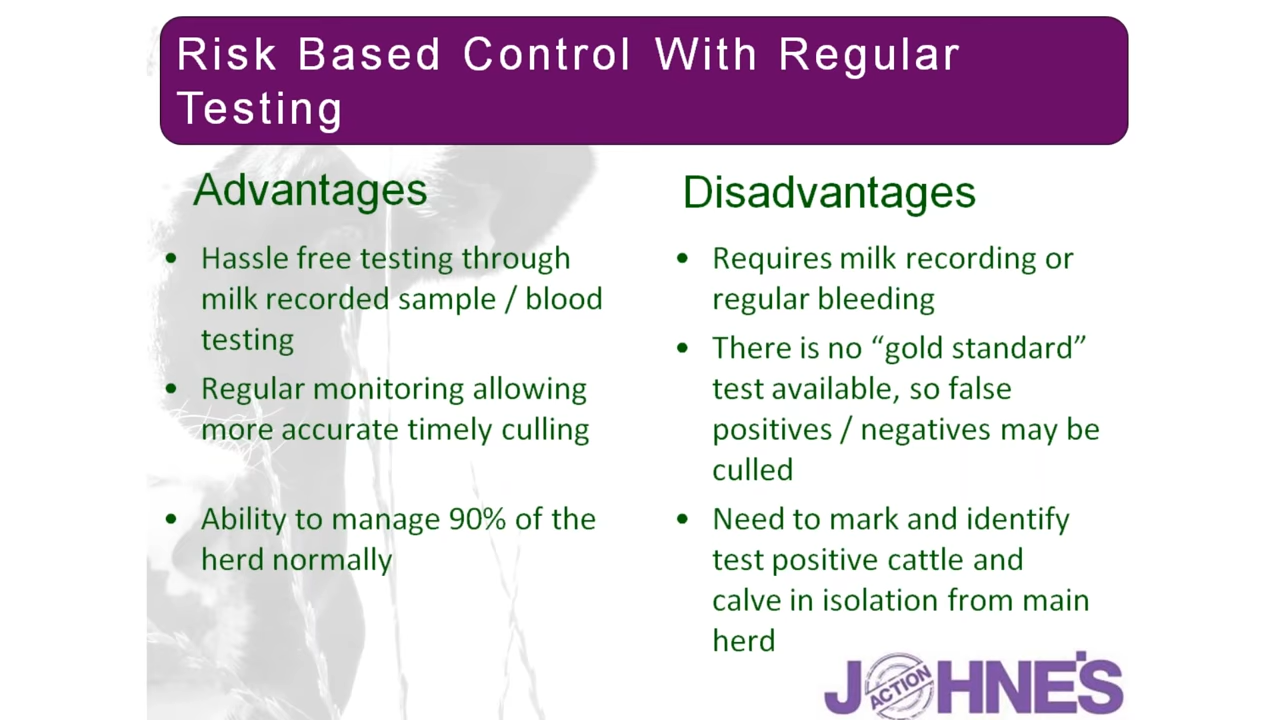 Risk Based Control With Regular
Testing
Advantages
• Hassle free testing through
milk recorded sample / blood
testing
• Regular monitoring allowing
more accurate timely culling
• Ability to manage 90% of the
herd normally
Disadvantages
• Requires milk recording or
regular bleeding
• There is no “gold standard”
test available, so false
positives / negatives may be
culled
• Need to mark and identify
test positive cattle and
calve in isolation from main
herd
ACTION
JOHNE'S